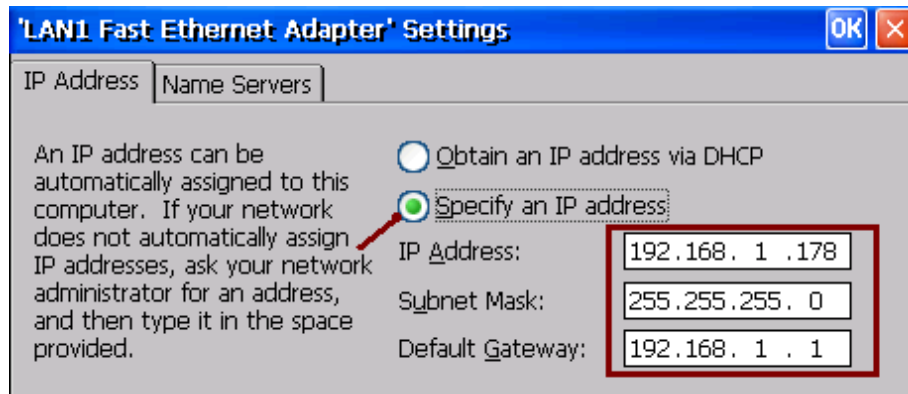 'LAN1 Fast Ethernet Adapter' Settings
OK
IP Address
Name Servers
An IP address can be
automatically assigned to this
computer. If your network
does not automatically assign
IP addresses, ask your network
administrator for an address,
and then type it in the space
provided.
Obtain an IP address via DHCP
Specify an IP address
IP Address: 192.168. 1 .178
Subnet Mask: 255.255.255. 0
Default Gateway: 192.168. 1 . 1